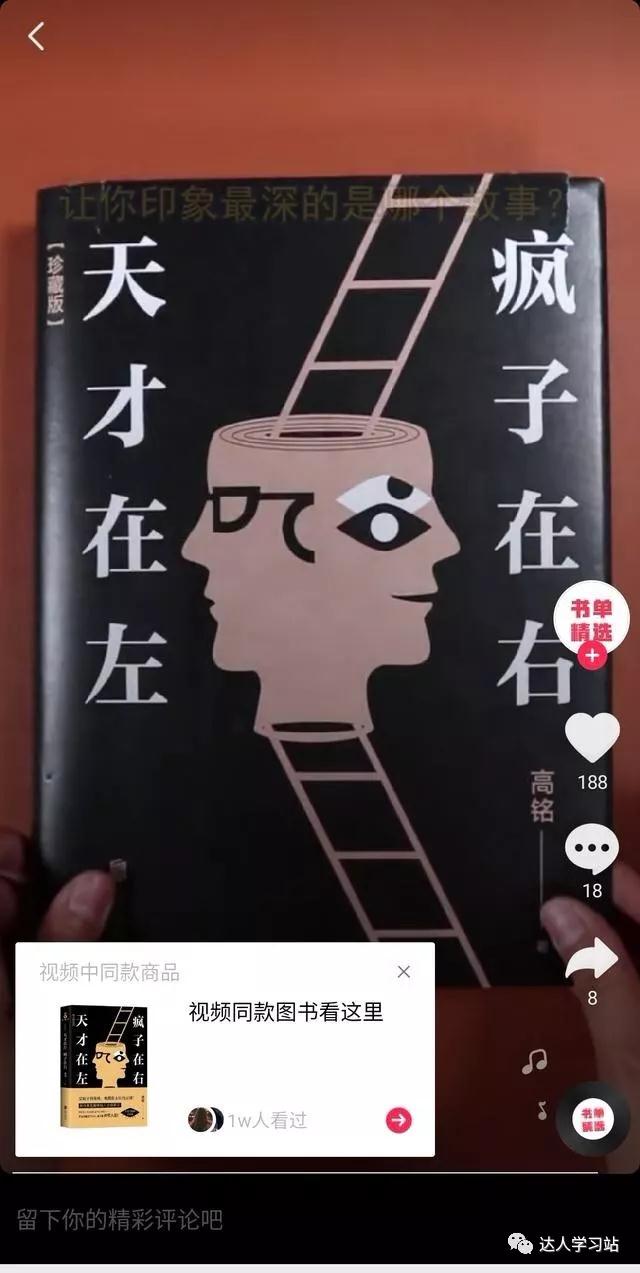 让你印象最深的是哪个故事?
【珍藏版】
天才在左
疯子在右
高铭
书单
精选
188
18
8
视频中同款商品
视频同款图书看这里
天才在左
疯子在右
1w人看过
书单
精选
留下你的精彩评论吧
达人学习站